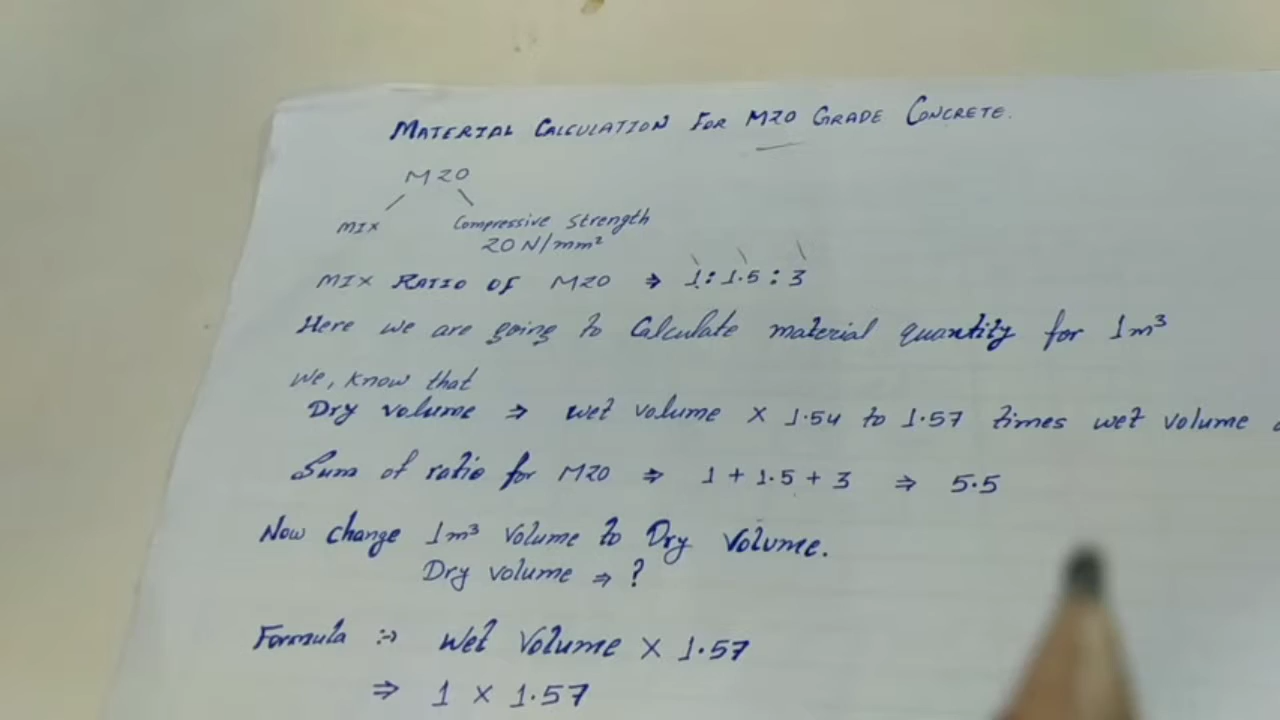 MATERIAL CALCULATION FOR M20 GRADE CONCRETE.
M20
MIX Compressive Strength
20 N/mm²
MIX RATIO OF M20 ⇒ 1:1.5:3
Here we are going to Calculate material quantity for 1m³
We, know that
Dry volume ⇒ wet volume × 1.54 to 1.57 times wet volume
Sum of ratio for M20 ⇒ 1 + 1.5 + 3 ⇒ 5.5
Now change 1m³ volume to Dry Volume.
Dry volume ⇒ ?
Formula :→ Wet Volume × 1.57
⇒ 1 × 1.57